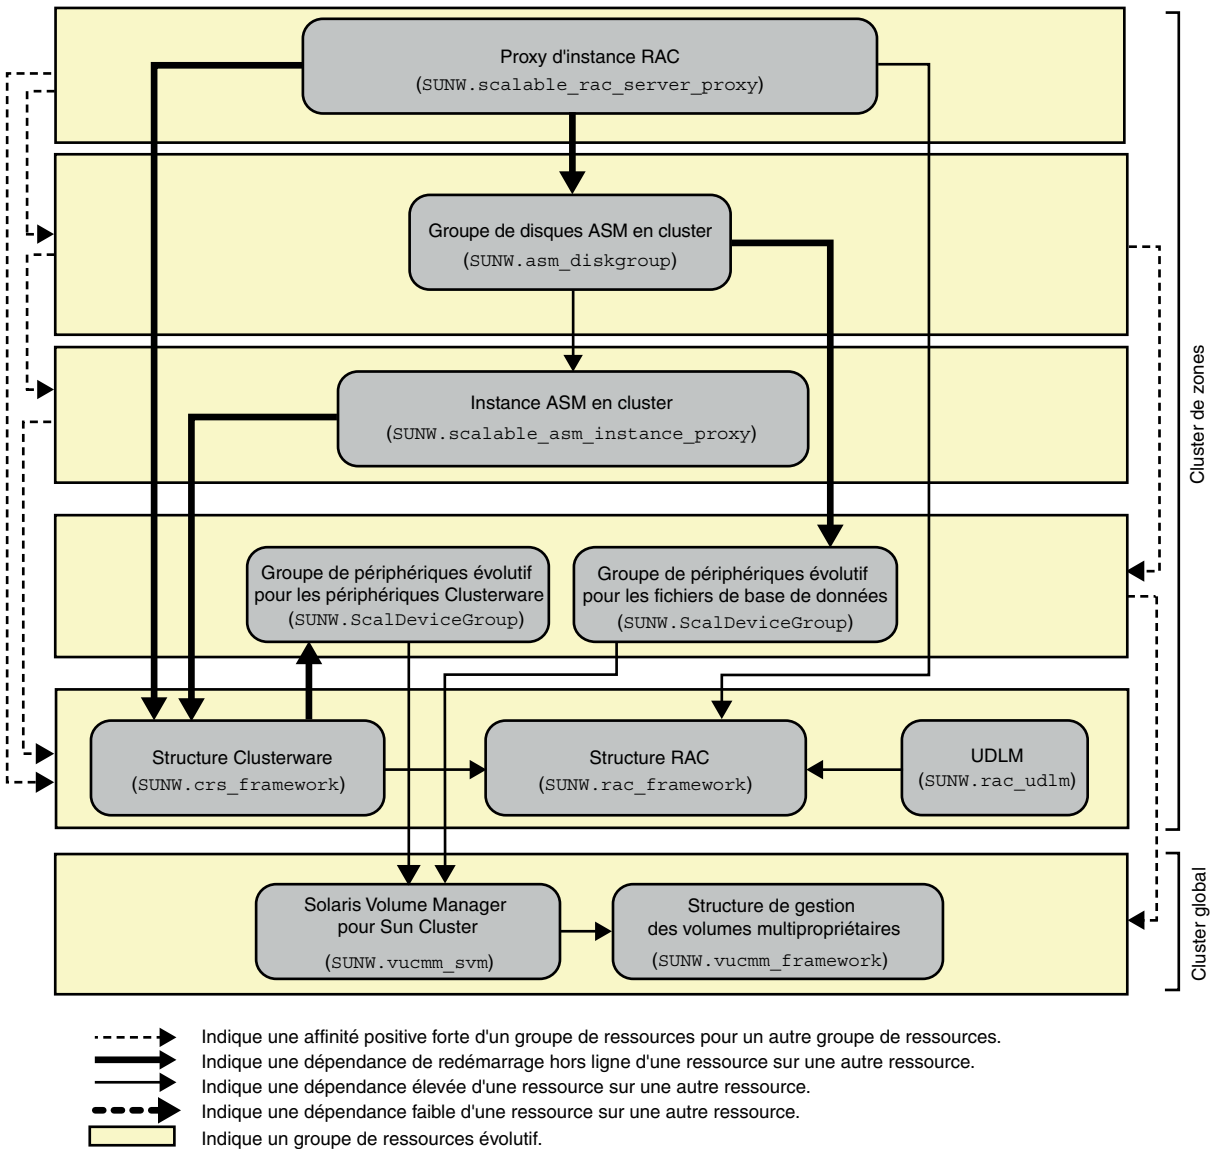 Proxy d'instance RAC
(SUNW.scalable_rac_server_proxy)
Groupe de disques ASM en cluster
(SUNW.asm_diskgroup)
Instance ASM en cluster
(SUNW.scalable_asm_instance_proxy)
Cluster de zones
Groupe de périphériques évolutif
pour les périphériques Clusterware
(SUNW.ScalDeviceGroup)
Groupe de périphériques évolutif
pour les fichiers de base de données
(SUNW.ScalDeviceGroup)
Structure Clusterware
(SUNW.crs_framework)
Structure RAC
(SUNW.rac_framework)
UDLM
(SUNW.rac_udlm)
Solaris Volume Manager
pour Sun Cluster
(SUNW.vucmm_svm)
Structure de gestion
des volumes multipropriétaires
(SUNW.vucmm_framework)
Cluster global
Indique une affinité positive forte d'un groupe de ressources pour un autre groupe de ressources.
Indique une dépendance de redémarrage hors ligne d'une ressource sur une autre ressource.
Indique une dépendance élevée d'une ressource sur une autre ressource.
Indique une dépendance faible d'une ressource sur une autre ressource.
Indique un groupe de ressources évolutif.